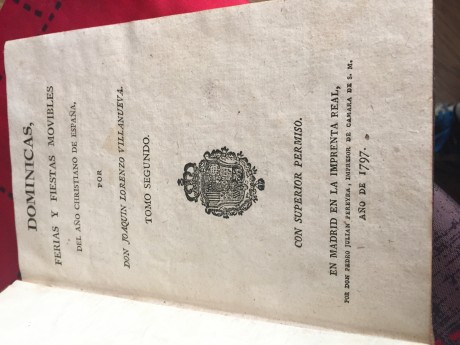 DOMINICAS,
FERIAS Y FIESTAS MOVIBLES
DEL AÑO CHRISTIANO DE ESPAÑA,
POR
DON JOAQUIN LORENZO VILLANUEVA.
TOMO SEGUNDO.
CON SUPERIOR PERMISO.
EN MADRID EN LA IMPRENTA REAL,
POR DON PEDRO JULIAN PEREYRA, IMPRESOR DE CAMARA DE S. M.
AÑO DE 1797.